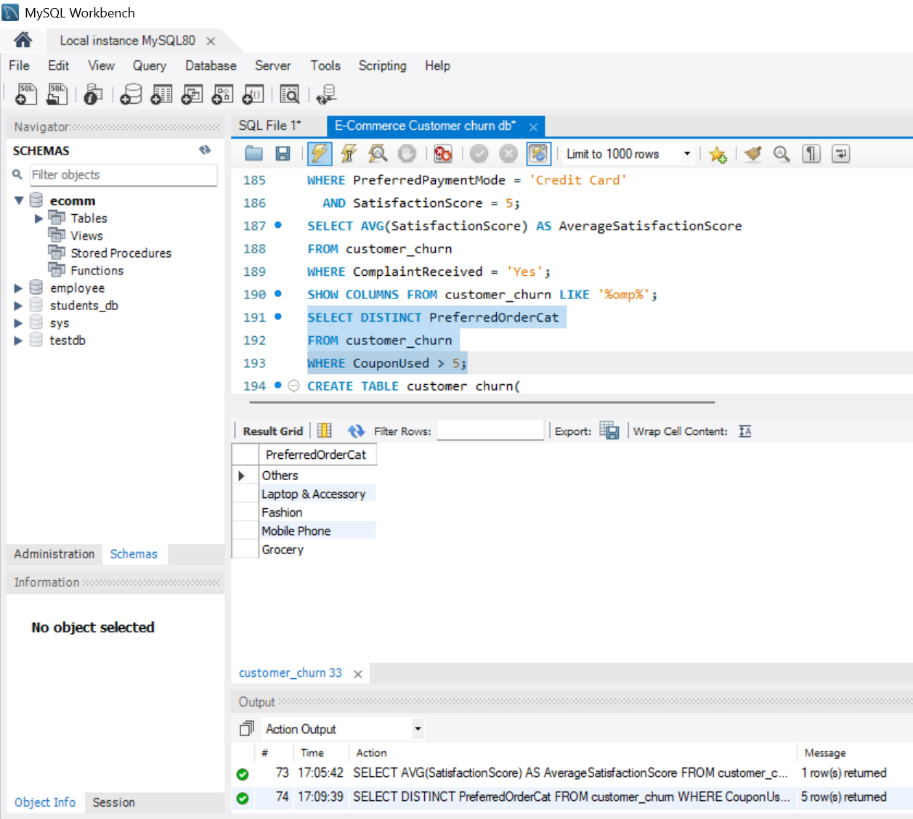 MySQL Workbench
Local instance MySQL80
File Edit View Query Database Server Tools Scripting Help
Navigator
SCHEMAS
Filter objects
ecomm
Tables
Views
Stored Procedures
Functions
employee
students_db
sys
testdb
Administration Schemas
Information
No object selected
Object Info Session
SQL File 1* E-Commerce Customer churn db*
Limit to 1000 rows
185 WHERE PreferredPaymentMode = 'Credit Card'
186 AND SatisfactionScore = 5;
187 SELECT AVG(SatisfactionScore) AS AverageSatisfactionScore
188 FROM customer_churn
189 WHERE ComplaintReceived = 'Yes';
190 SHOW COLUMNS FROM customer_churn LIKE '%omp%';
191 SELECT DISTINCT PreferredOrderCat
192 FROM customer_churn
193 WHERE CouponUsed > 5;
194 CREATE TABLE customer churn(
Result Grid Filter Rows: Export: Wrap Cell Content:
PreferredOrderCat
Others
Laptop & Accessory
Fashion
Mobile Phone
Grocery
customer_churn 33
Output
Action Output
# Time Action Message
73 17:05:42 SELECT AVG(SatisfactionScore) AS AverageSatisfactionScore FROM customer_c... 1 row(s) returned
74 17:09:39 SELECT DISTINCT PreferredOrderCat FROM customer_churn WHERE CouponUs... 5 row(s) returned